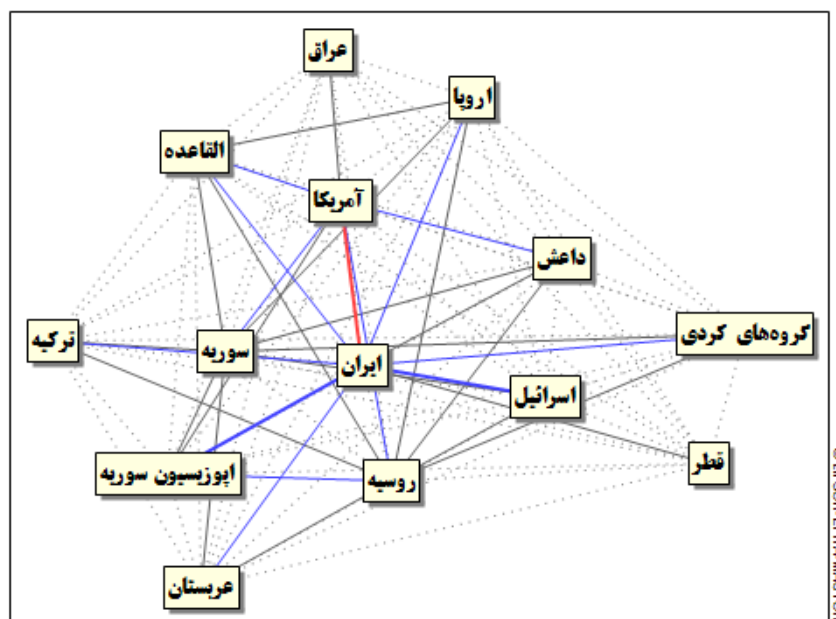 عراق
اروپا
القاعده
آمریکا
داعش
گروه‌های کردی
ترکیه
سوریه
ایران
اسرائیل
قطر
اپوزیسیون سوریه
روسیه
عربستان